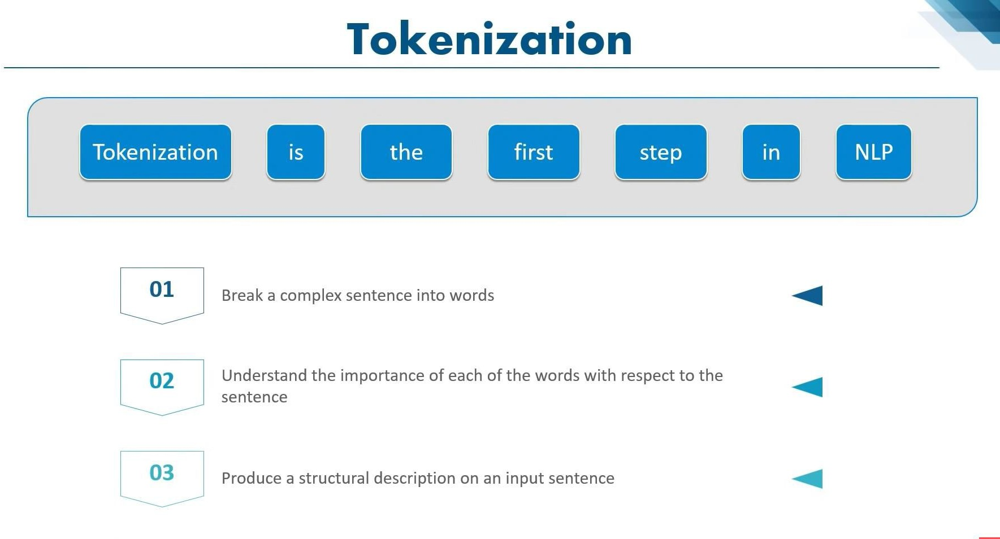 Tokenization
Tokenization is the first step in NLP
01
Break a complex sentence into words
02
Understand the importance of each of the words with respect to the
sentence
03
Produce a structural description on an input sentence